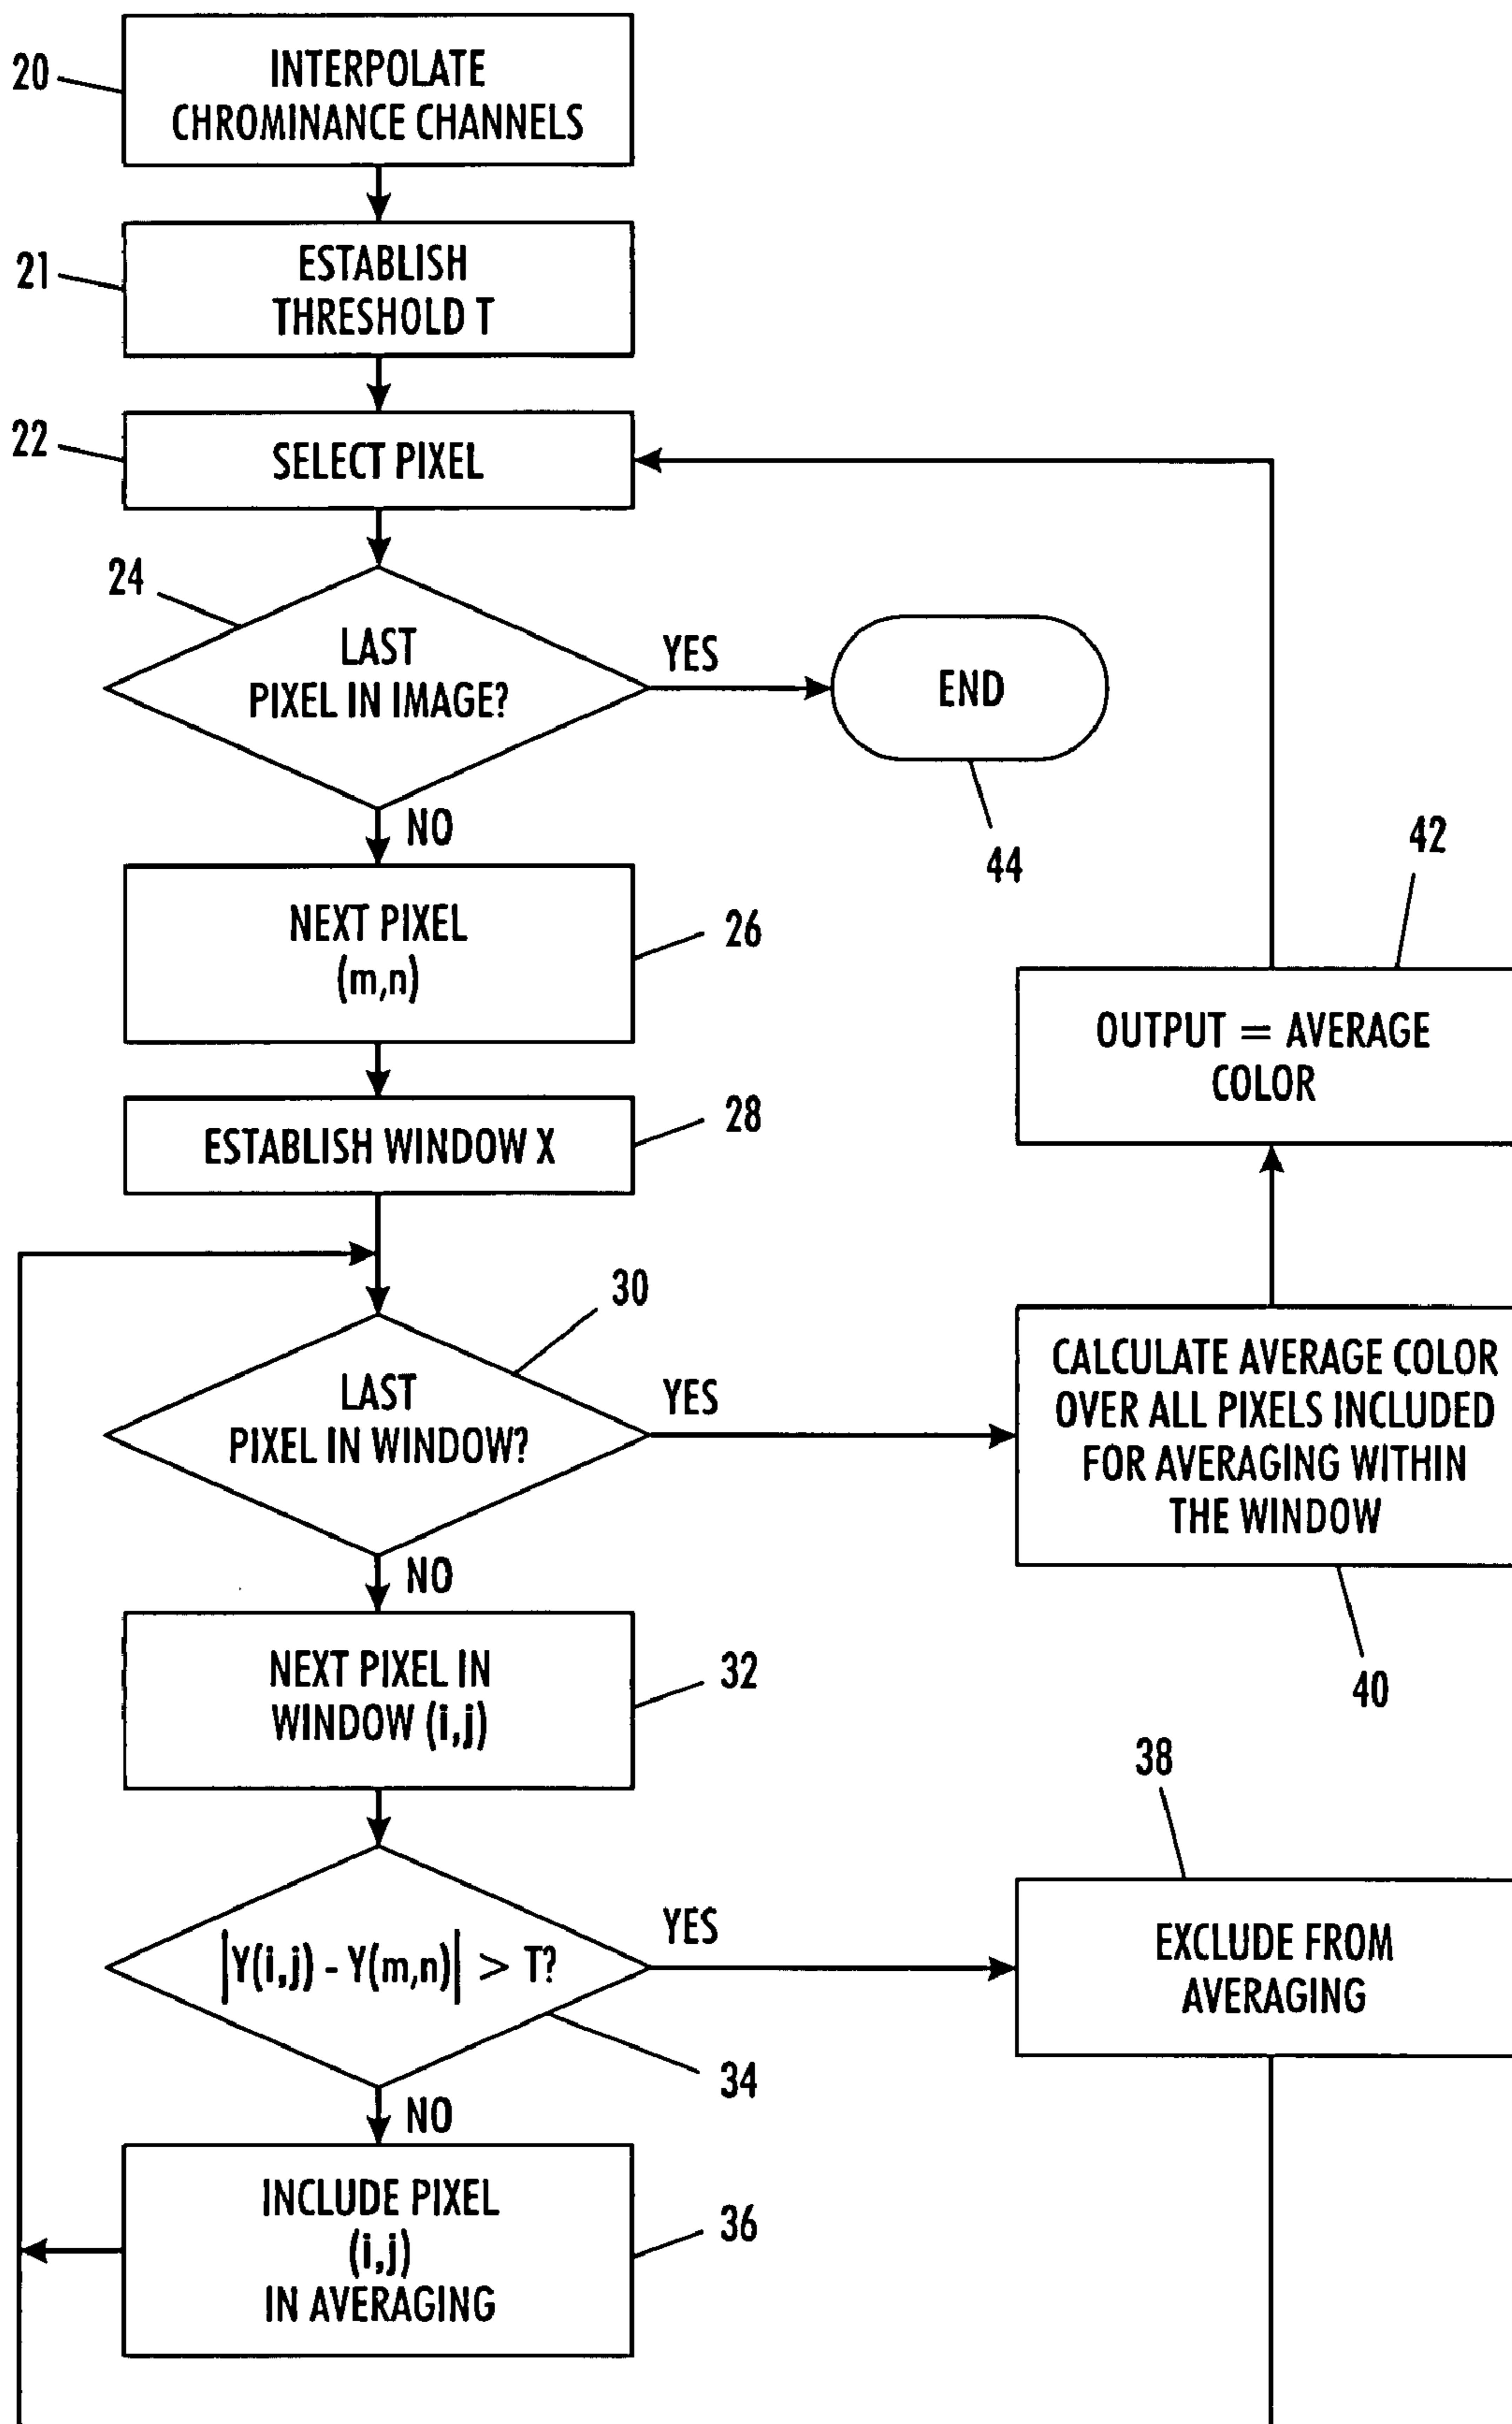 20
INTERPOLATE
CHROMINANCE CHANNELS
21
ESTABLISH
THRESHOLD T
22
SELECT PIXEL
24
LAST
PIXEL IN IMAGE?
YES
END
44
NO
NEXT PIXEL
(m,n)
26
42
OUTPUT = AVERAGE
COLOR
ESTABLISH WINDOW X
28
30
LAST
PIXEL IN WINDOW?
YES
CALCULATE AVERAGE COLOR
OVER ALL PIXELS INCLUDED
FOR AVERAGING WITHIN
THE WINDOW
40
NO
NEXT PIXEL IN
WINDOW (i,j)
32
38
|Y(i,j) - Y(m,n)| > T?
YES
EXCLUDE FROM
AVERAGING
34
NO
INCLUDE PIXEL
(i,j)
IN AVERAGING
36